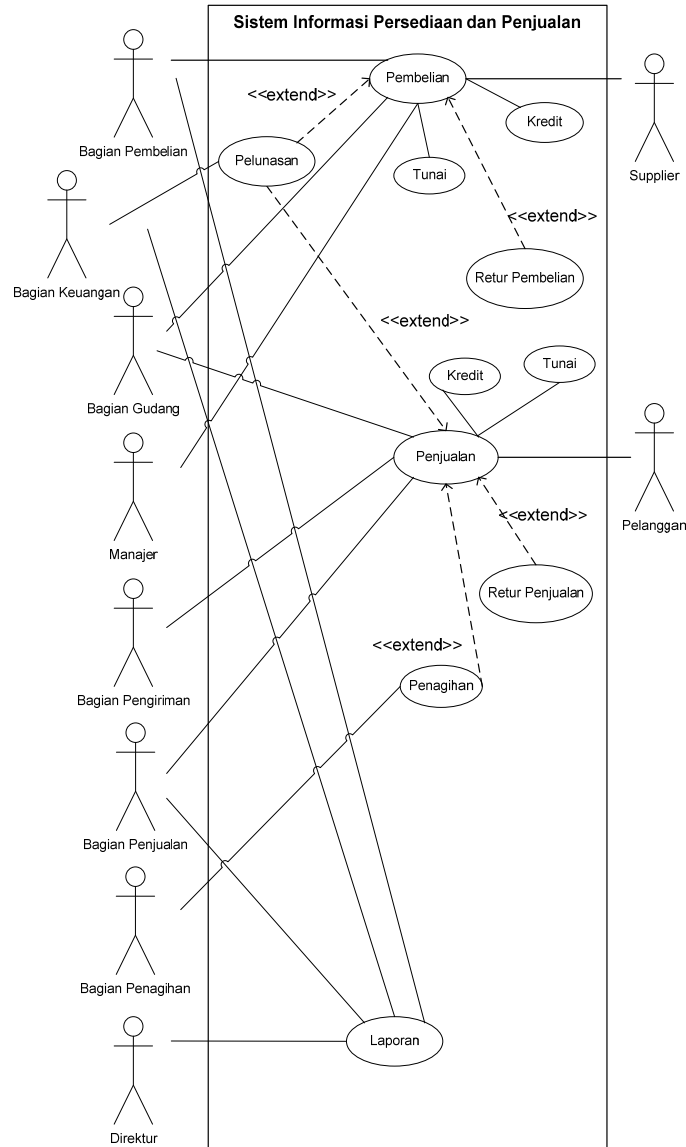 Sistem Informasi Persediaan dan Penjualan
Pembelian
<<extend>>
Kredit
Bagian Pembelian
Pelunasan
Tunai
Supplier
<<extend>>
Bagian Keuangan
Retur Pembelian
<<extend>>
Bagian Gudang
Kredit
Tunai
Penjualan
<<extend>>
Pelanggan
Manajer
Retur Penjualan
<<extend>>
Penagihan
Bagian Pengiriman
Bagian Penjualan
Bagian Penagihan
Laporan
Direktur